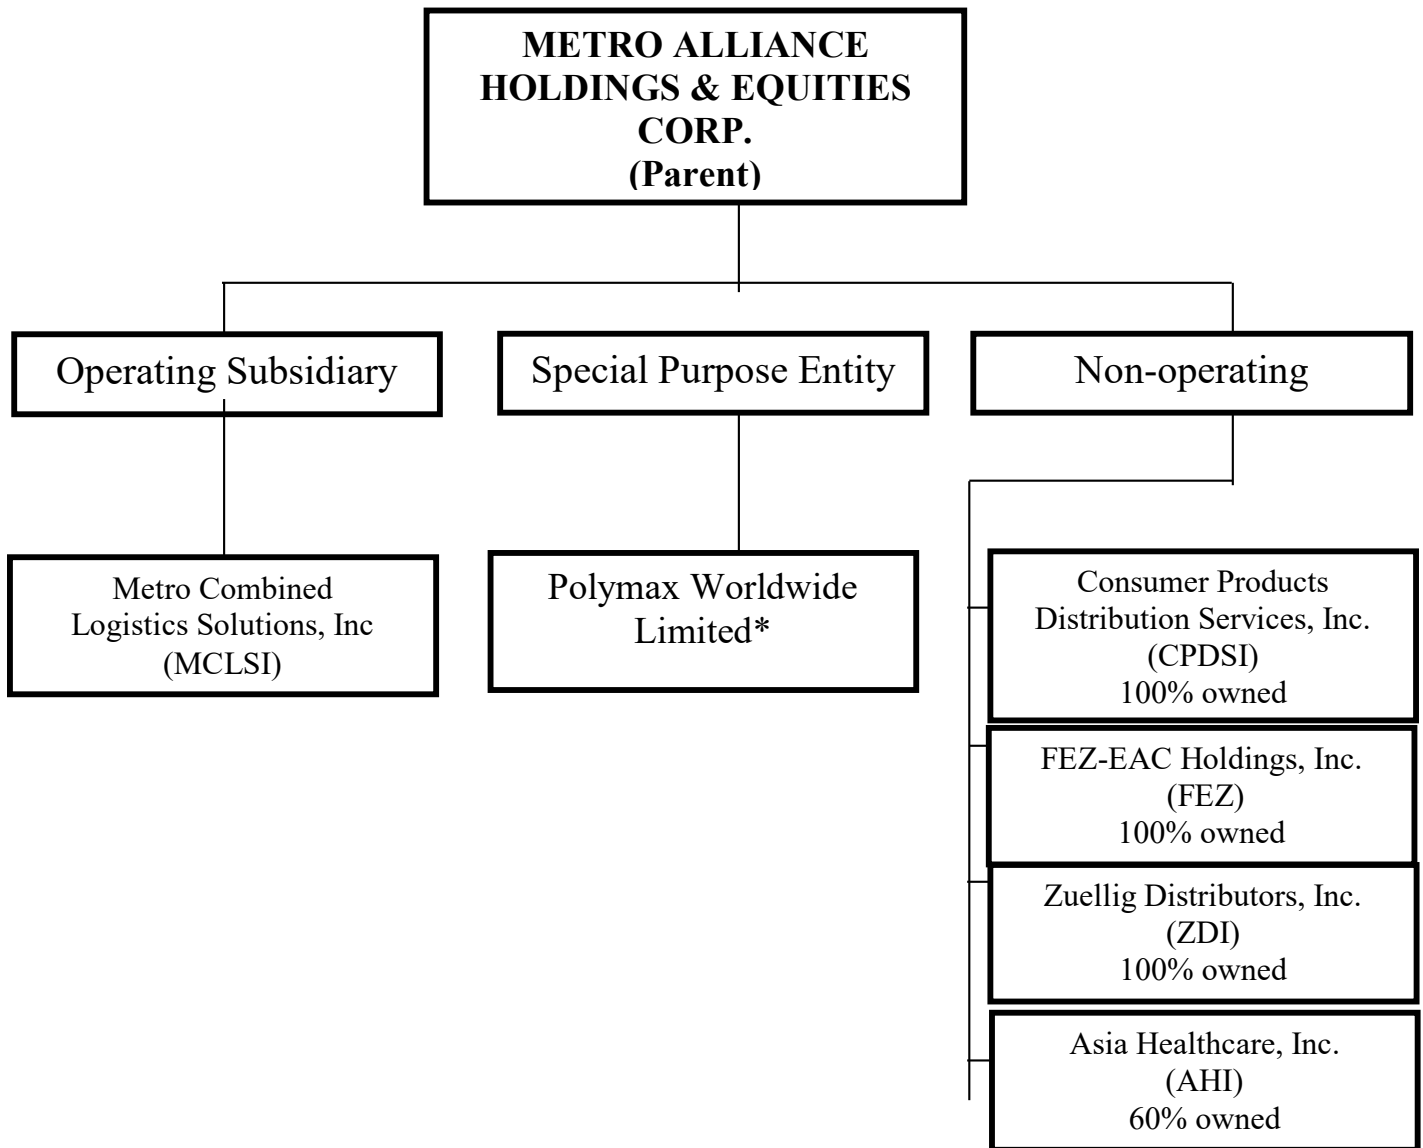 METRO ALLIANCE
HOLDINGS & EQUITIES
CORP.
(Parent)
Operating Subsidiary
Special Purpose Entity
Non-operating
Metro Combined
Logistics Solutions, Inc
(MCLSI)
Polymax Worldwide
Limited*
Consumer Products
Distribution Services, Inc.
(CPDSI)
100% owned
FEZ-EAC Holdings, Inc.
(FEZ)
100% owned
Zuellig Distributors, Inc.
(ZDI)
100% owned
Asia Healthcare, Inc.
(AHI)
60% owned